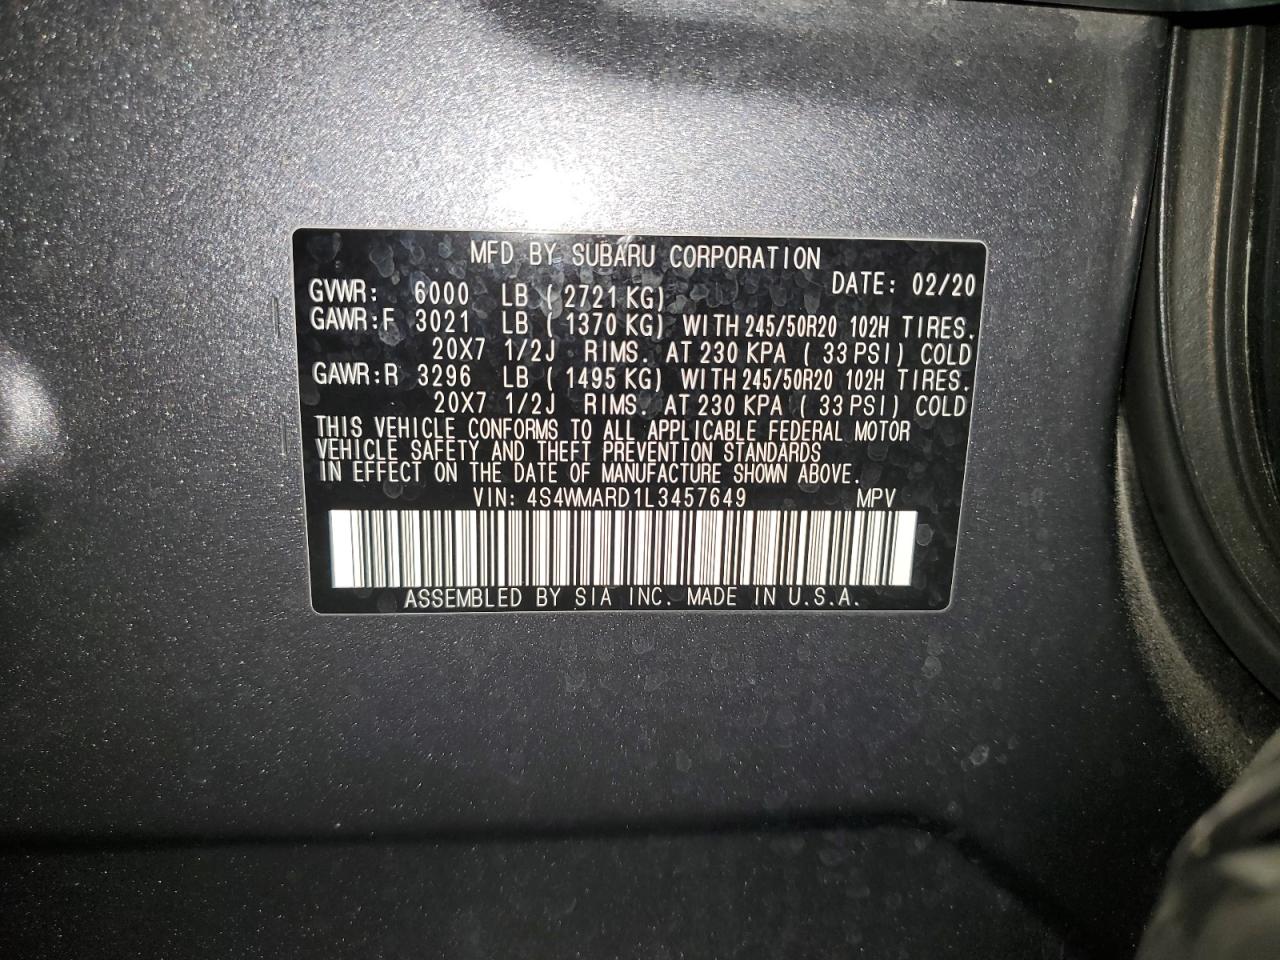 MFD BY SUBARU CORPORATION
DATE: 02/20
GVWR: 6000 LB ( 2721 KG)
GAWR:F 3021 LB ( 1370 KG) WITH 245/50R20 102H TIRES.
20X7 1/2J RIMS. AT 230 KPA ( 33 PSI) COLD
GAWR:R 3296 LB ( 1495 KG) WITH 245/50R20 102H TIRES.
20X7 1/2J RIMS. AT 230 KPA ( 33 PSI) COLD
THIS VEHICLE CONFORMS TO ALL APPLICABLE FEDERAL MOTOR
VEHICLE SAFETY AND THEFT PREVENTION STANDARDS
IN EFFECT ON THE DATE OF MANUFACTURE SHOWN ABOVE.
VIN: 4S4WMARD1L3457649 MPV
ASSEMBLED BY SIA INC. MADE IN U.S.A.